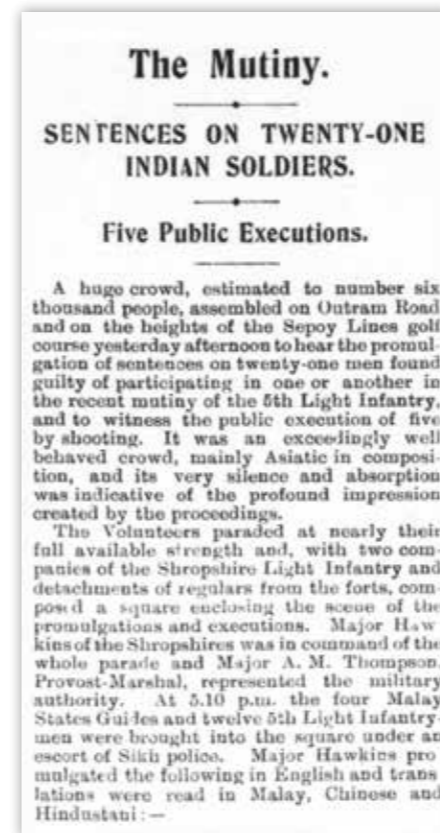 The Mutiny.
SENTENCES ON TWENTY-ONE
INDIAN SOLDIERS.
Five Public Executions.
A huge crowd, estimated to number six
thousand people, assembled on Outram Road
and on the heights of the Sepoy Lines golf
course yesterday afternoon to hear the promul-
gation of sentences on twenty-one men found
guilty of participating in one or another in
the recent mutiny of the 5th Light Infantry,
and to witness the public execution of five
by shooting. It was an exceedingly well
behaved crowd, mainly Asiatic in composi-
tion, and its very silence and absorption
was indicative of the profound impression
created by the proceedings.
The Volunteers paraded at nearly their
full available strength and, with two com-
panies of the Shropshire Light Infantry and
detachments of regulars from the forts, com-
posed a square enclosing the scene of the
promulgations and executions. Major Haw
kins of the Shropshires was in command of the
whole parade and Major A. M. Thompson,
Provost-Marshal, represented the military
authority. At 5.10 p.m. the four Malay
States Guides and twelve 5th Light Infantry-
men were brought into the square under an
escort of Sikh police. Major Hawkins pro
mulgated the following in English and trans
lations were read in Malay, Chinese and
Hindustani :—